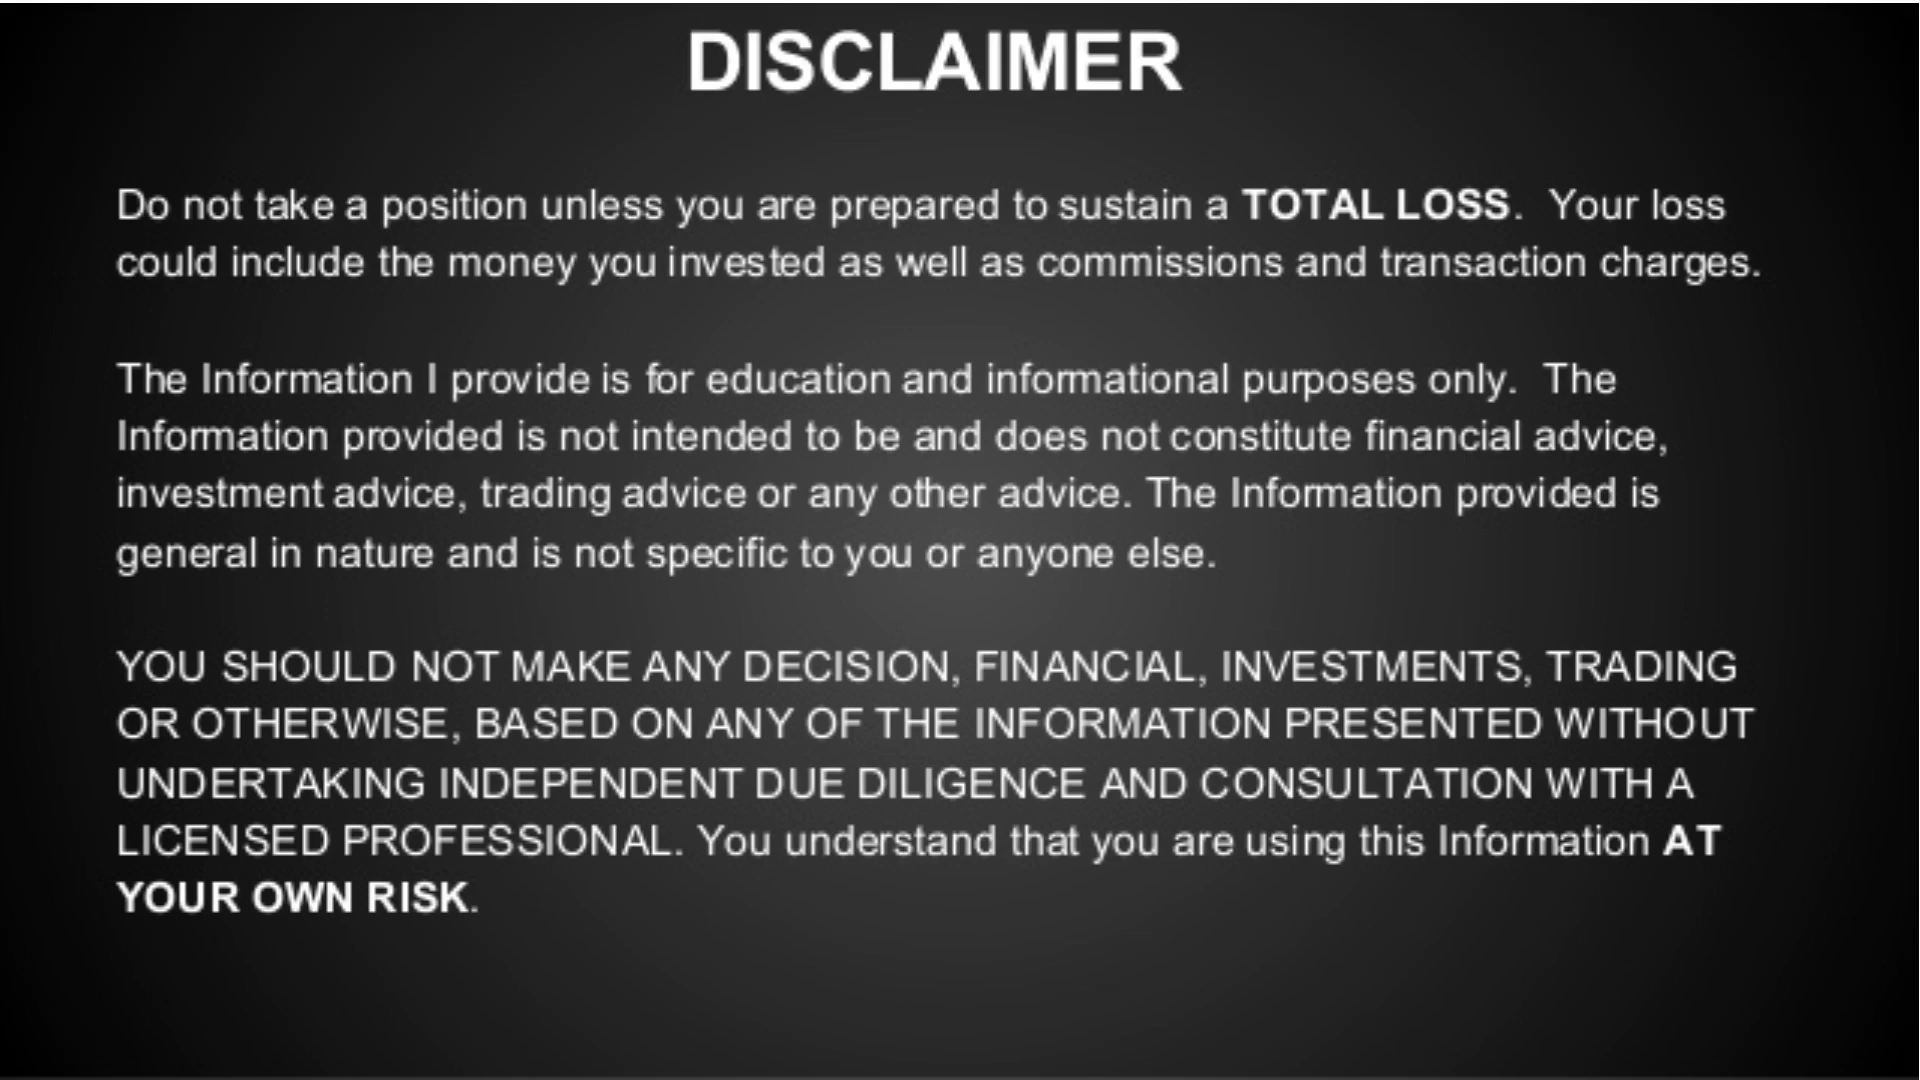 DISCLAIMER
Do not take a position unless you are prepared to sustain a TOTAL LOSS.  Your loss
could include the money you invested as well as commissions and transaction charges.
The Information I provide is for education and informational purposes only.  The
Information provided is not intended to be and does not constitute financial advice,
investment advice, trading advice or any other advice. The Information provided is
general in nature and is not specific to you or anyone else.
YOU SHOULD NOT MAKE ANY DECISION, FINANCIAL, INVESTMENTS, TRADING
OR OTHERWISE, BASED ON ANY OF THE INFORMATION PRESENTED WITHOUT
UNDERTAKING INDEPENDENT DUE DILIGENCE AND CONSULTATION WITH A
LICENSED PROFESSIONAL. You understand that you are using this Information AT
YOUR OWN RISK.